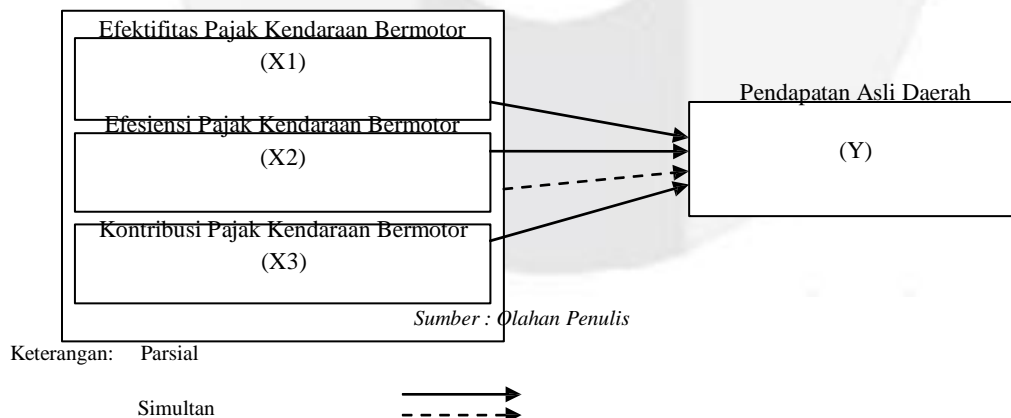 Efektifitas Pajak Kendaraan Bermotor
(X1)
Efesiensi Pajak Kendaraan Bermotor
(X2)
Kontribusi Pajak Kendaraan Bermotor
(X3)
Pendapatan Asli Daerah
(Y)
Sumber : Olahan Penulis
Keterangan: Parsial
Simultan